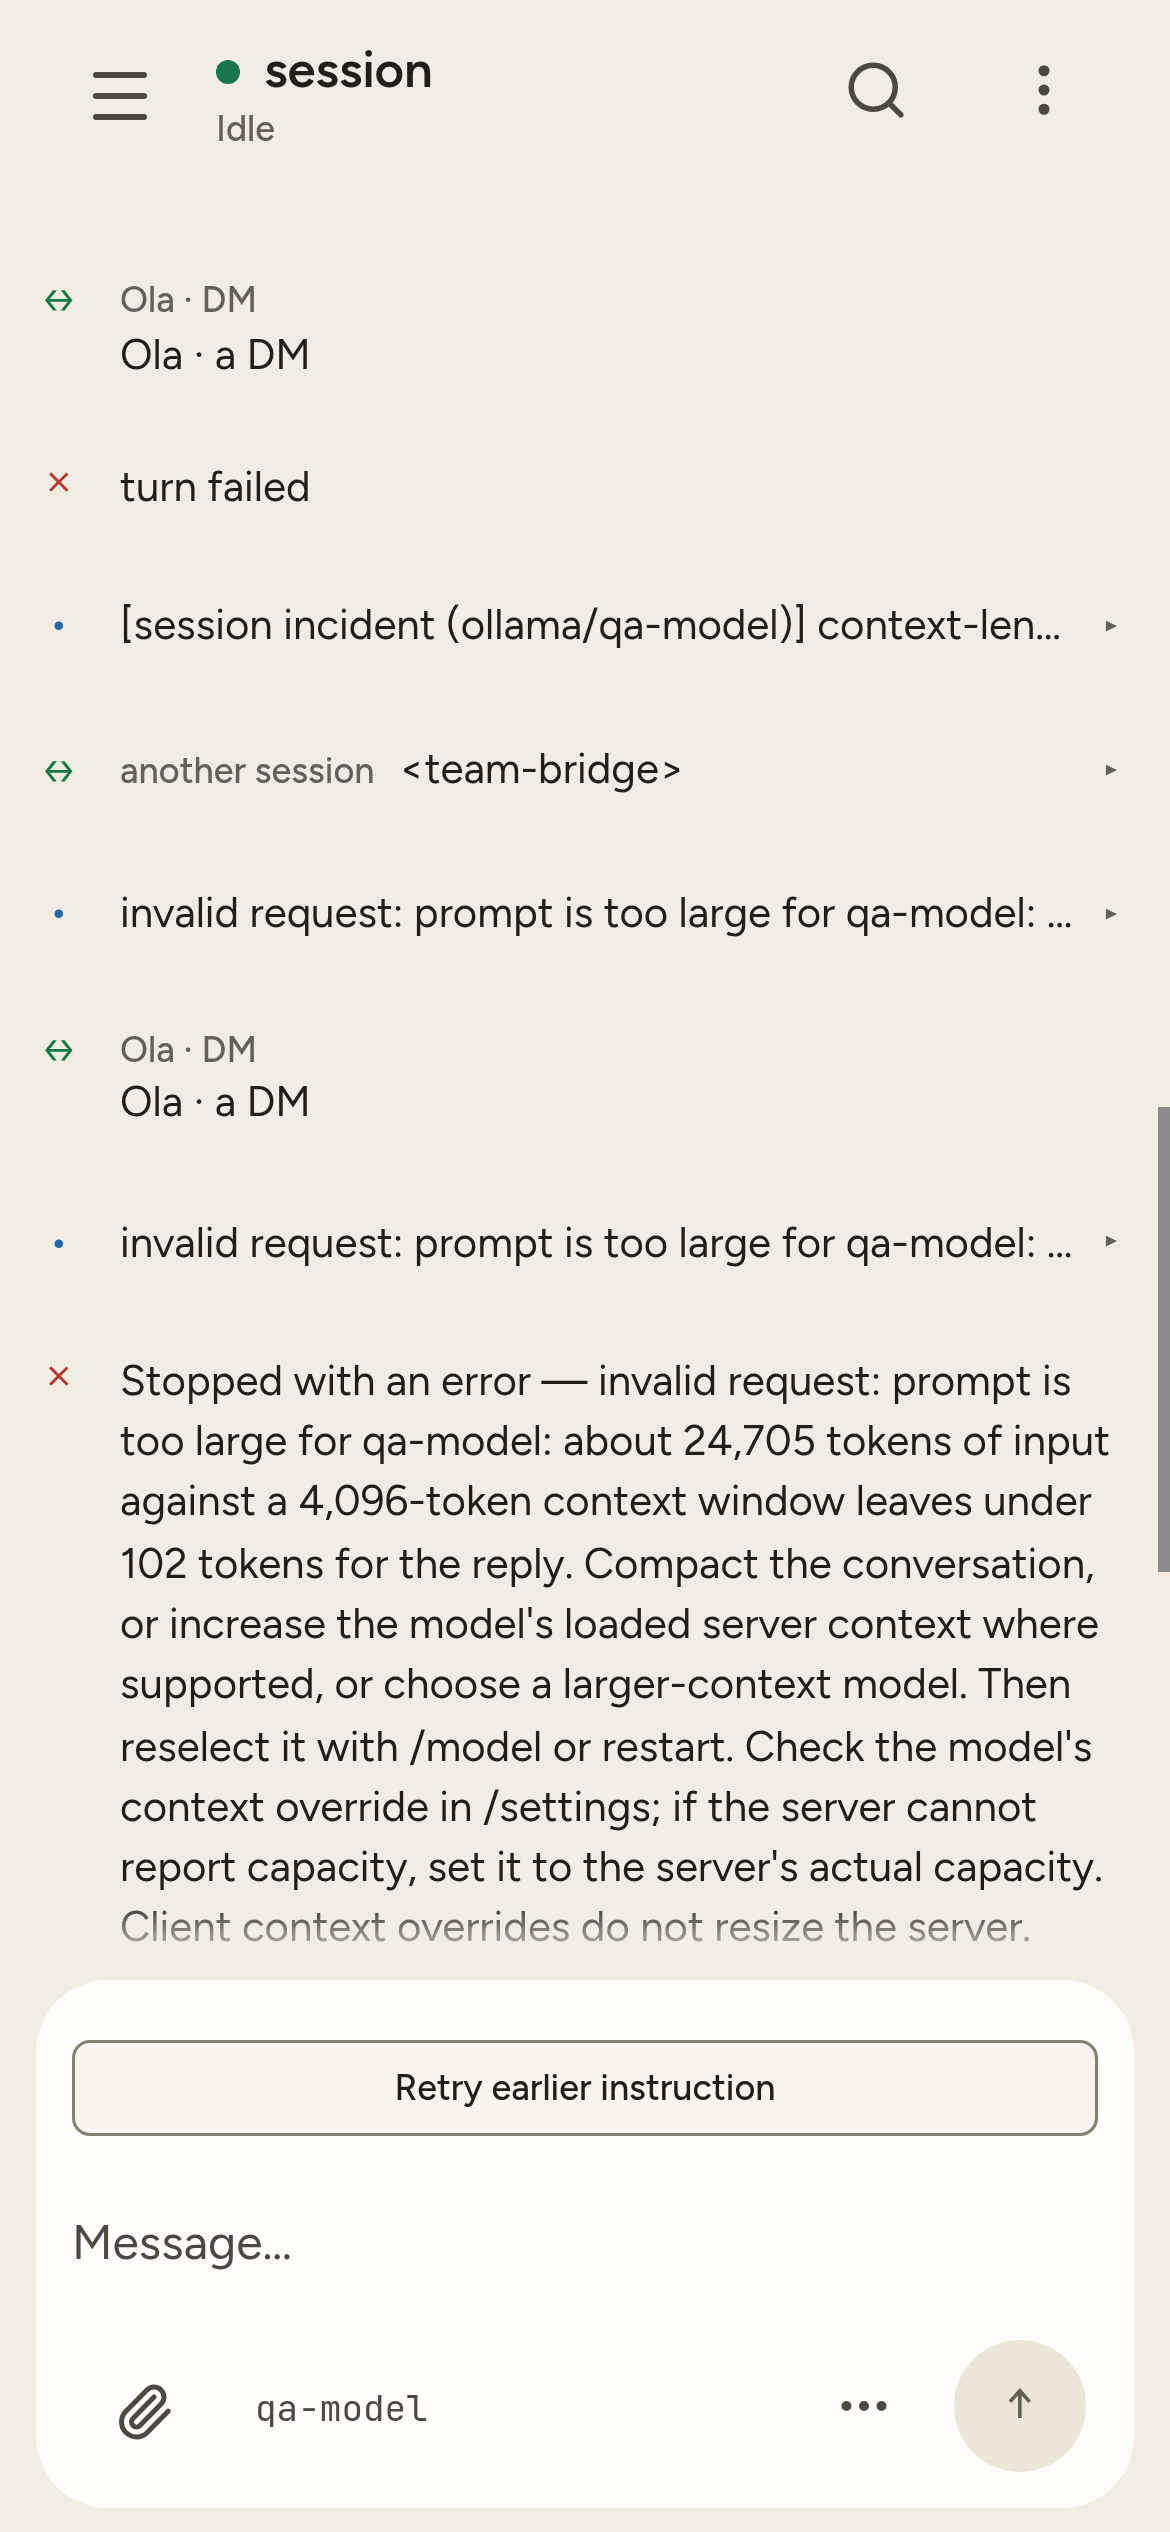 session
Idle
Ola · DM
Ola · a DM
turn failed
[session incident (ollama/qa-model)] context-len...
another session <team-bridge>
invalid request: prompt is too large for qa-model: ...
Ola · DM
Ola · a DM
invalid request: prompt is too large for qa-model: ...
Stopped with an error — invalid request: prompt is
too large for qa-model: about 24,705 tokens of input
against a 4,096-token context window leaves under
102 tokens for the reply. Compact the conversation,
or increase the model's loaded server context where
supported, or choose a larger-context model. Then
reselect it with /model or restart. Check the model's
context override in /settings; if the server cannot
report capacity, set it to the server's actual capacity.
Client context overrides do not resize the server.
Retry earlier instruction
Message...
qa-model